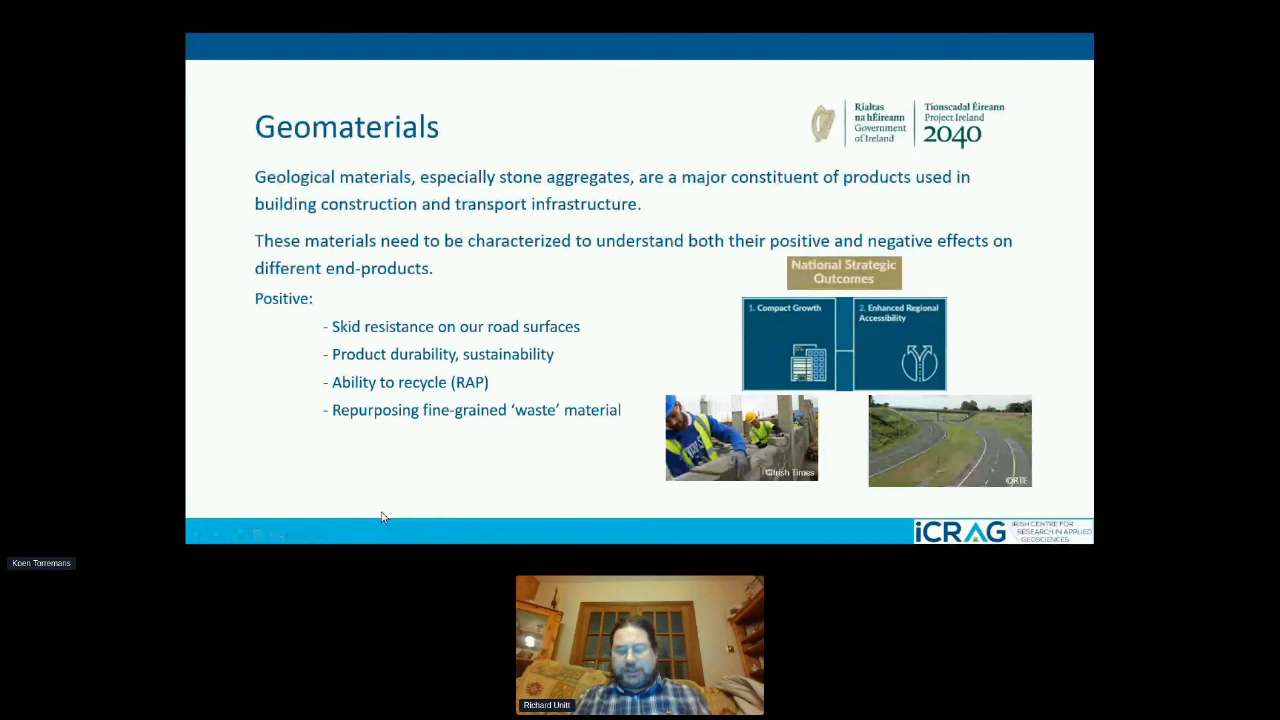 Geomaterials
Rialtas
na hÉireann
Government
of Ireland
Tionscadal Éireann
Project Ireland
2040
Geological materials, especially stone aggregates, are a major constituent of products used in
building construction and transport infrastructure.
These materials need to be characterized to understand both their positive and negative effects on
different end-products.
National Strategic
Outcomes
Positive:
1. Compact Growth
2. Enhanced Regional
Accessibility
- Skid resistance on our road surfaces
- Product durability, sustainability
- Ability to recycle (RAP)
- Repurposing fine-grained ‘waste’ material
©Irish Times
©RTE
iCRAG
IRISH CENTRE FOR
RESEARCH IN APPLIED
GEOSCIENCES
Koen Torremans
Richard Unitt